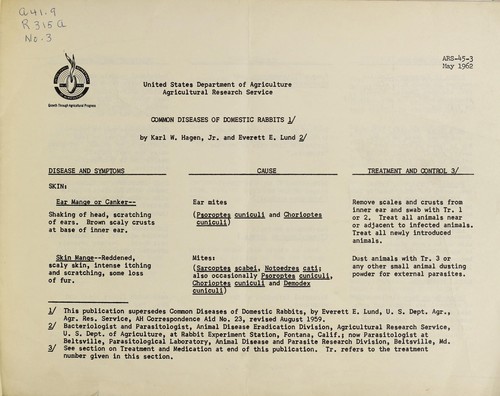 a41.9
R315A
No. 3
ARS-45-3
May 1962
Growth Through Agricultural Progress
United States Department of Agriculture
Agricultural Research Service
COMMON DISEASES OF DOMESTIC RABBITS 1/
by Karl W. Hagen, Jr. and Everett E. Lund 2/
DISEASE AND SYMPTOMS CAUSE TREATMENT AND CONTROL 3/
SKIN:
Ear Mange or Canker--
Shaking of head, scratching
of ears. Brown scaly crusts
at base of inner ear.
Ear mites
(Psoroptes cuniculi and Chorioptes
cuniculi)
Remove scales and crusts from
inner ear and swab with Tr. 1
or 2. Treat all animals near
or adjacent to infected animals.
Treat all newly introduced
animals.
Skin Mange--Reddened,
scaly skin, intense itching
and scratching, some loss
of fur.
Mites:
(Sarcoptes scabei, Notoedres cati;
also occasionally Psoroptes cuniculi,
Chorioptes cuniculi and Demodex
cuniculi)
Dust animals with Tr. 3 or
any other small animal dusting
powder for external parasites.
1/ This publication supersedes Common Diseases of Domestic Rabbits, by Everett E. Lund, U. S. Dept. Agr.,
Agr. Res. Service, AH Correspondence Aid No. 23, revised August 1959.
2/ Bacteriologist and Parasitologist, Animal Disease Eradication Division, Agricultural Research Service,
U. S. Dept. of Agriculture, at Rabbit Experiment Station, Fontana, Calif.; now Parasitologist at
Beltsville, Parasitological Laboratory, Animal Disease and Parasite Research Division, Beltsville, Md.
3/ See section on Treatment and Medication at end of this publication. Tr. refers to the treatment
number given in this section.